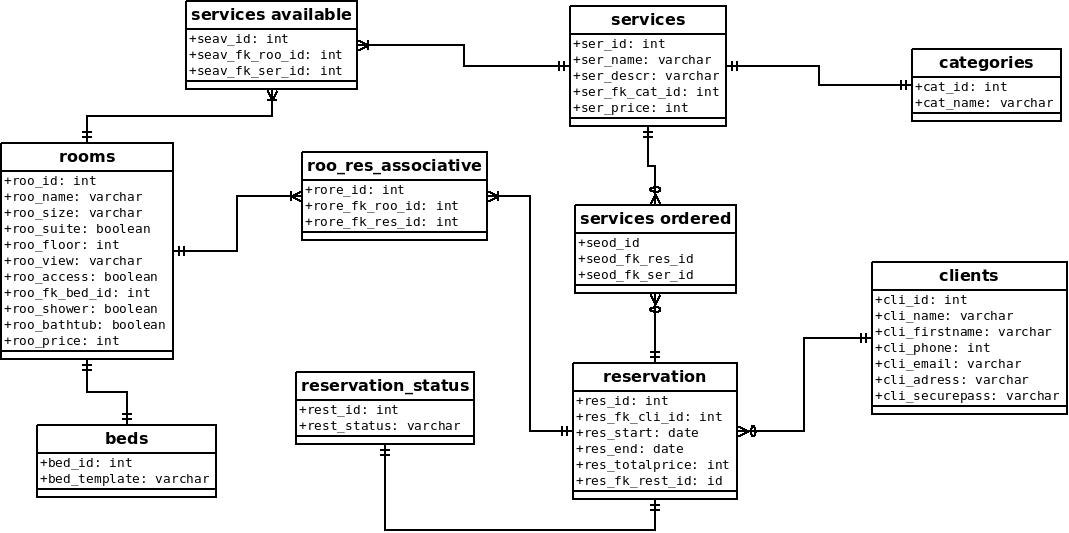 services available
+seav_id: int
+seav_fk_roo_id: int
+seav_fk_ser_id: int
services
+ser_id: int
+ser_name: varchar
+ser_descr: varchar
+ser_fk_cat_id: int
+ser_price: int
categories
+cat_id: int
+cat_name: varchar
rooms
+roo_id: int
+roo_name: varchar
+roo_size: varchar
+roo_suite: boolean
+roo_floor: int
+roo_view: varchar
+roo_access: boolean
+roo_fk_bed_id: int
+roo_shower: boolean
+roo_bathtub: boolean
+roo_price: int
roo_res_associative
+rore_id: int
+rore_fk_roo_id: int
+rore_fk_res_id: int
services ordered
+seod_id
+seod_fk_res_id
+seod_fk_ser_id
clients
+cli_id: int
+cli_name: varchar
+cli_firstname: varchar
+cli_phone: int
+cli_email: varchar
+cli_adress: varchar
+cli_securepass: varchar
reservation_status
+rest_id: int
+rest_status: varchar
reservation
+res_id: int
+res_fk_cli_id: int
+res_start: date
+res_end: date
+res_totalprice: int
+res_fk_rest_id: id
beds
+bed_id: int
+bed_template: varchar